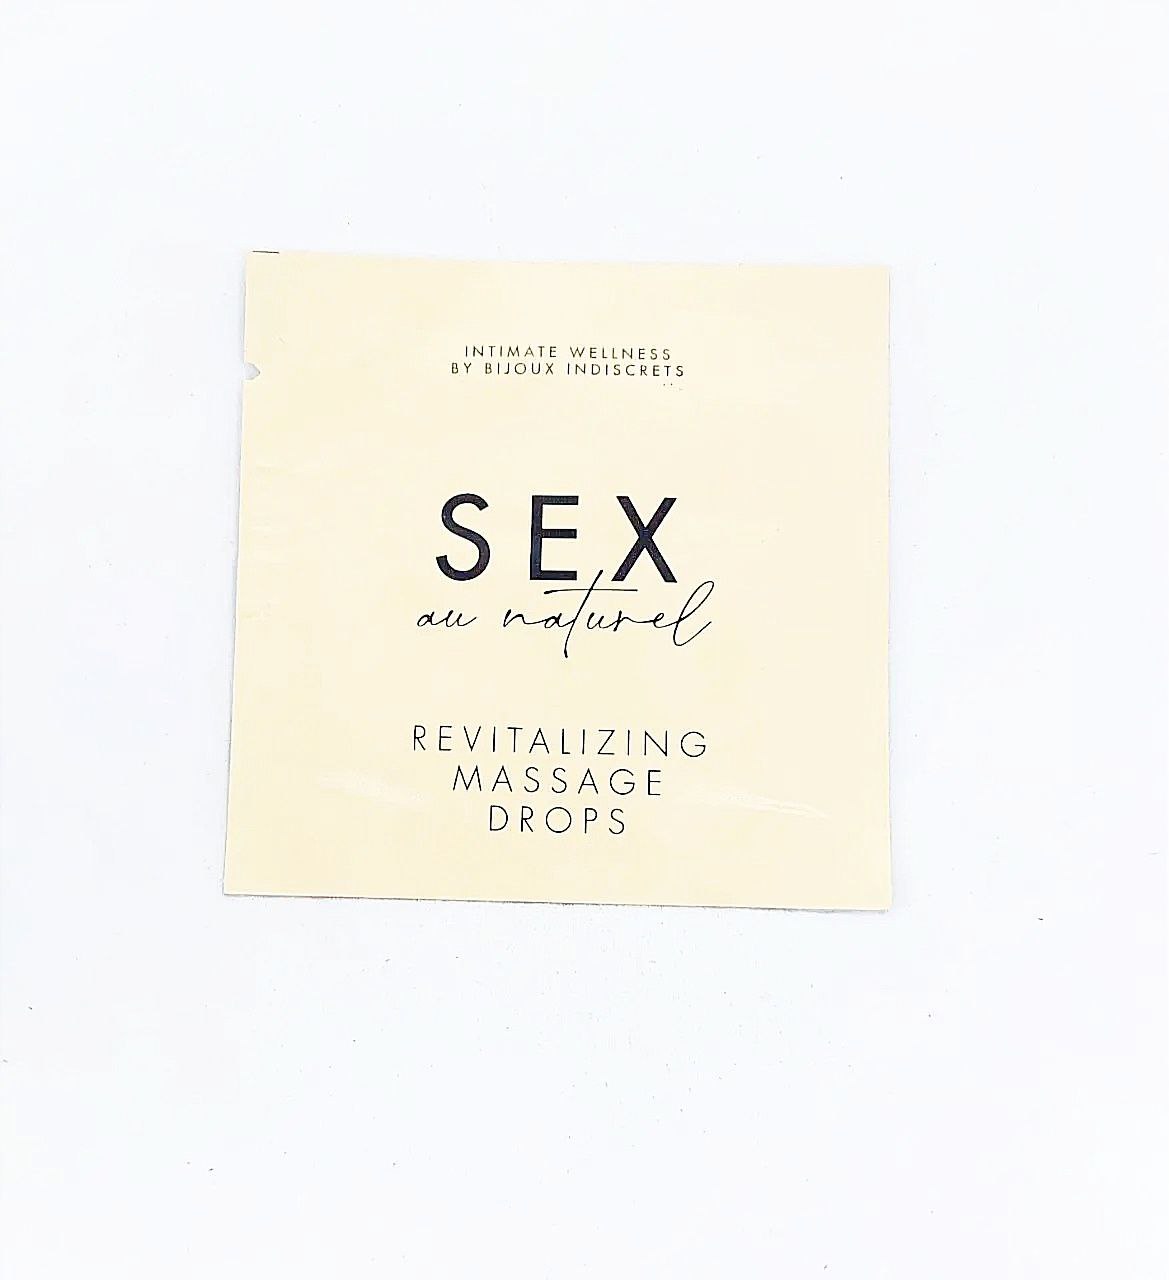 INTIMATE WELLNESS
BY BIJOUX INDISCRETS
SEX
au naturel
REVITALIZING
MASSAGE
DROPS